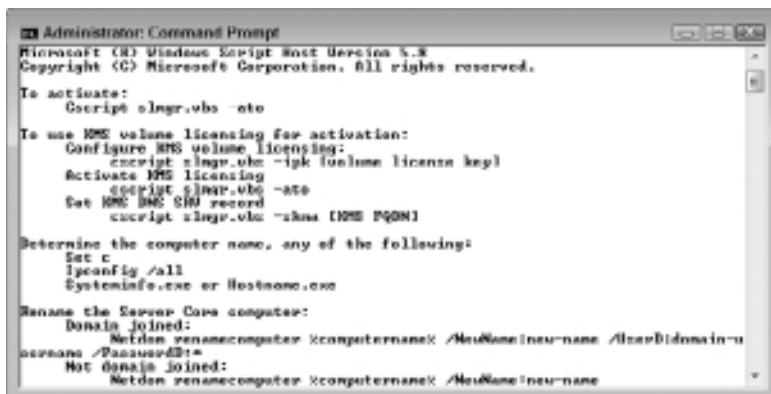 Administrator: Command Prompt
Microsoft (R) Windows Script Host Version 5.8
Copyright (C) Microsoft Corporation. All rights reserved.
To activate:
Cscript slmgr.vbs -ato
To use KMS volume licensing for activation:
Configure KMS volume licensing:
cscript slmgr.vbs -ipk [volume license key]
Activate KMS licensing
cscript slmgr.vbs -ato
Set KMS DNS SRV record
cscript slmgr.vbs -skma [KMS FQDN]
Determine the computer name, any of the following:
Set c
Ipconfig /all
Systeminfo.exe or Hostname.exe
Rename the Server Core computer:
Domain joined:
Netdom renamecomputer %computername% /NewName:new-name /UserD:domain-u
sername /PasswordD:*
Not domain joined:
Netdom renamecomputer %computername% /NewName:new-name